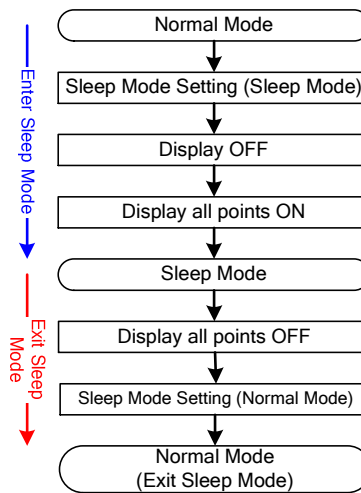 Normal Mode
Sleep Mode Setting (Sleep Mode)
Display OFF
Display all points ON
Sleep Mode
Display all points OFF
Sleep Mode Setting (Normal Mode)
Normal Mode
(Exit Sleep Mode)
Enter Sleep Mode
Exit Sleep
Mode